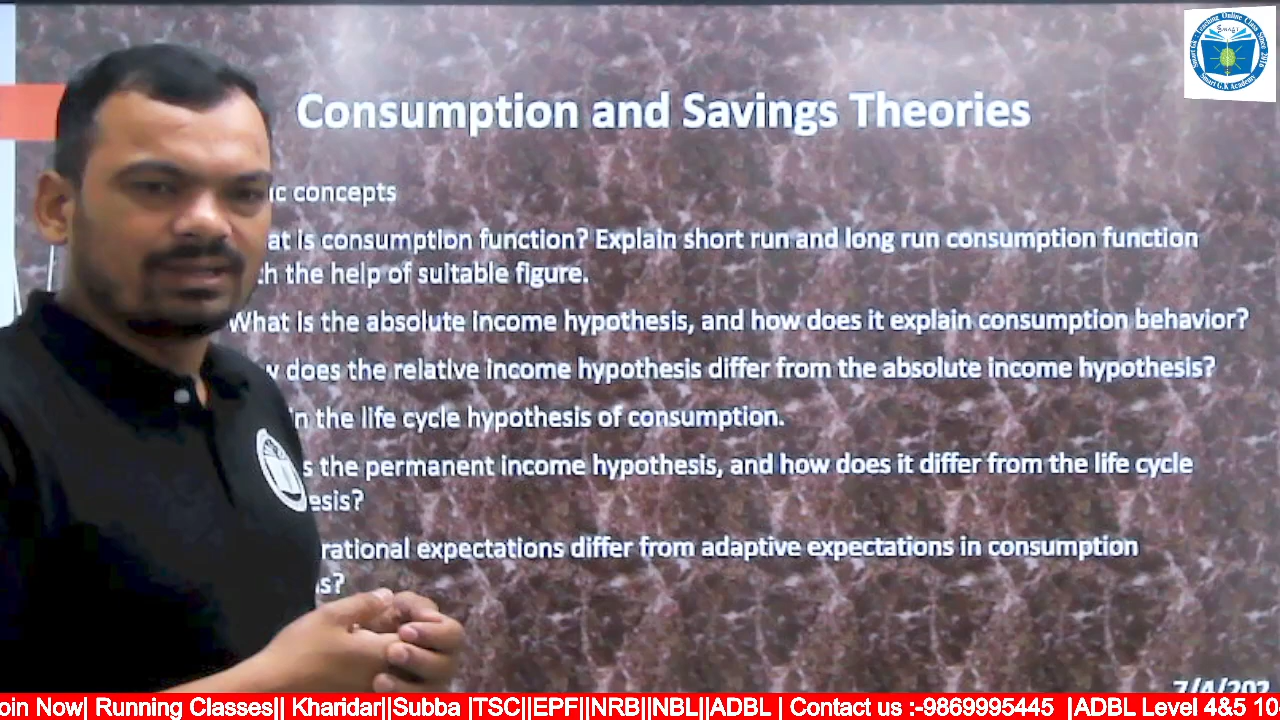 Consumption and Savings Theories
concepts
is consumption function? Explain short run and long run consumption function
the help of suitable figure.
What is the absolute income hypothesis, and how does it explain consumption behavior?
does the relative income hypothesis differ from the absolute income hypothesis?
the life cycle hypothesis of consumption.
the permanent income hypothesis, and how does it differ from the life cycle
esis?
rational expectations differ from adaptive expectations in consumption
7/4/202
oin Now| Running Classes|| Kharidar||Subba |TSC||EPF||NRB||NBL||ADBL | Contact us :-9869995445 |ADBL Level 4&5 10